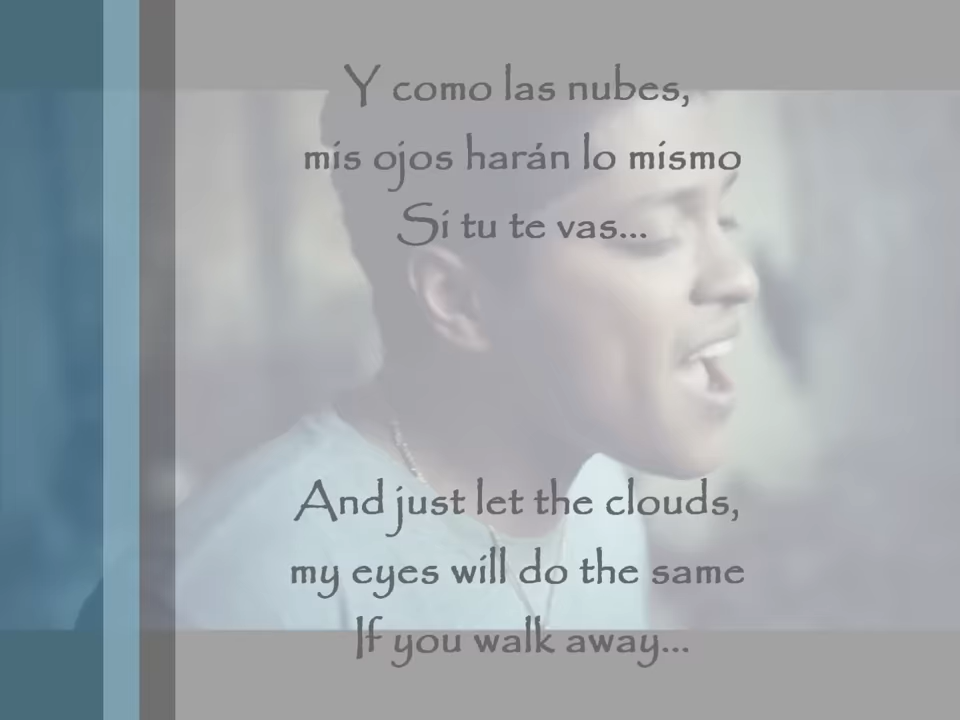 Y como las nubes,
mis ojos harán lo mismo
Si tu te vas...
And just let the clouds,
my eyes will do the same
If you walk away...